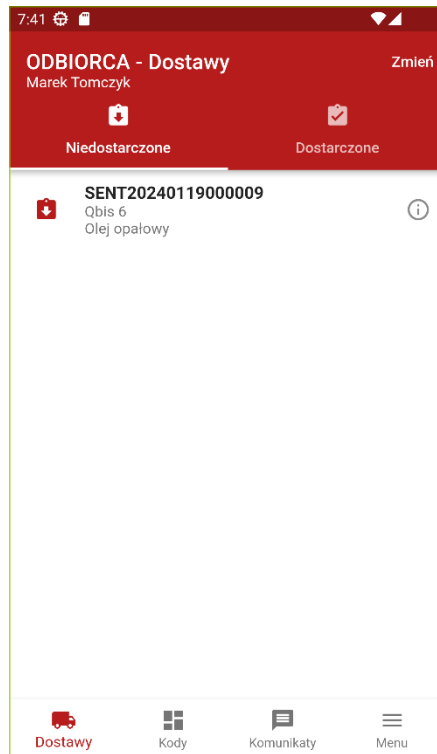 7:41
ODBIORCA - Dostawy
Zmień
Marek Tomczyk
Niedostarczone
Dostarczone
SENT20240119000009
Qbis 6
Olej opałowy
Dostawy
Kody
Komunikaty
Menu